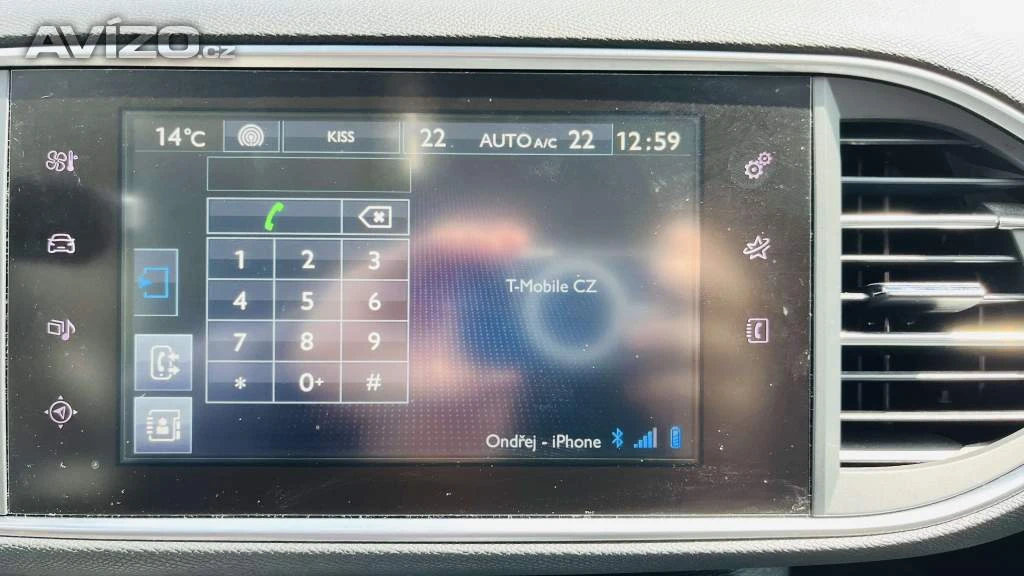 AVÍZO.cz
14°C KISS 22 AUTO A/C 22 12:59
1 2 3
4 5 6
7 8 9
* 0+ #
T-Mobile CZ
Ondřej - iPhone